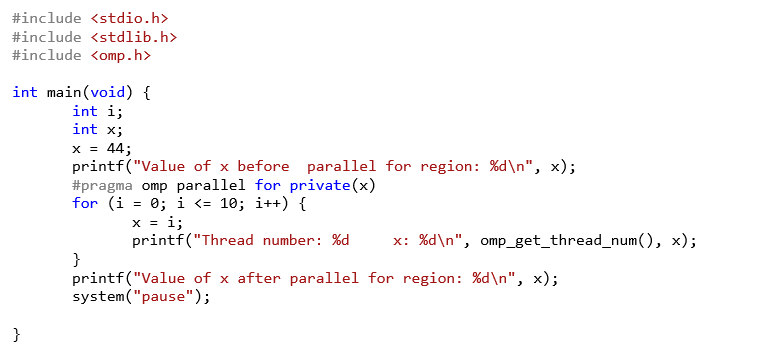 #include <stdio.h>
#include <stdlib.h>
#include <omp.h>

int main(void) {
        int i;
        int x;
        x = 44;
        printf("Value of x before  parallel for region: %d\n", x);
        #pragma omp parallel for private(x)
        for (i = 0; i <= 10; i++) {
                x = i;
                printf("Thread number: %d     x: %d\n", omp_get_thread_num(), x);
        }
        printf("Value of x after parallel for region: %d\n", x);
        system("pause");

}